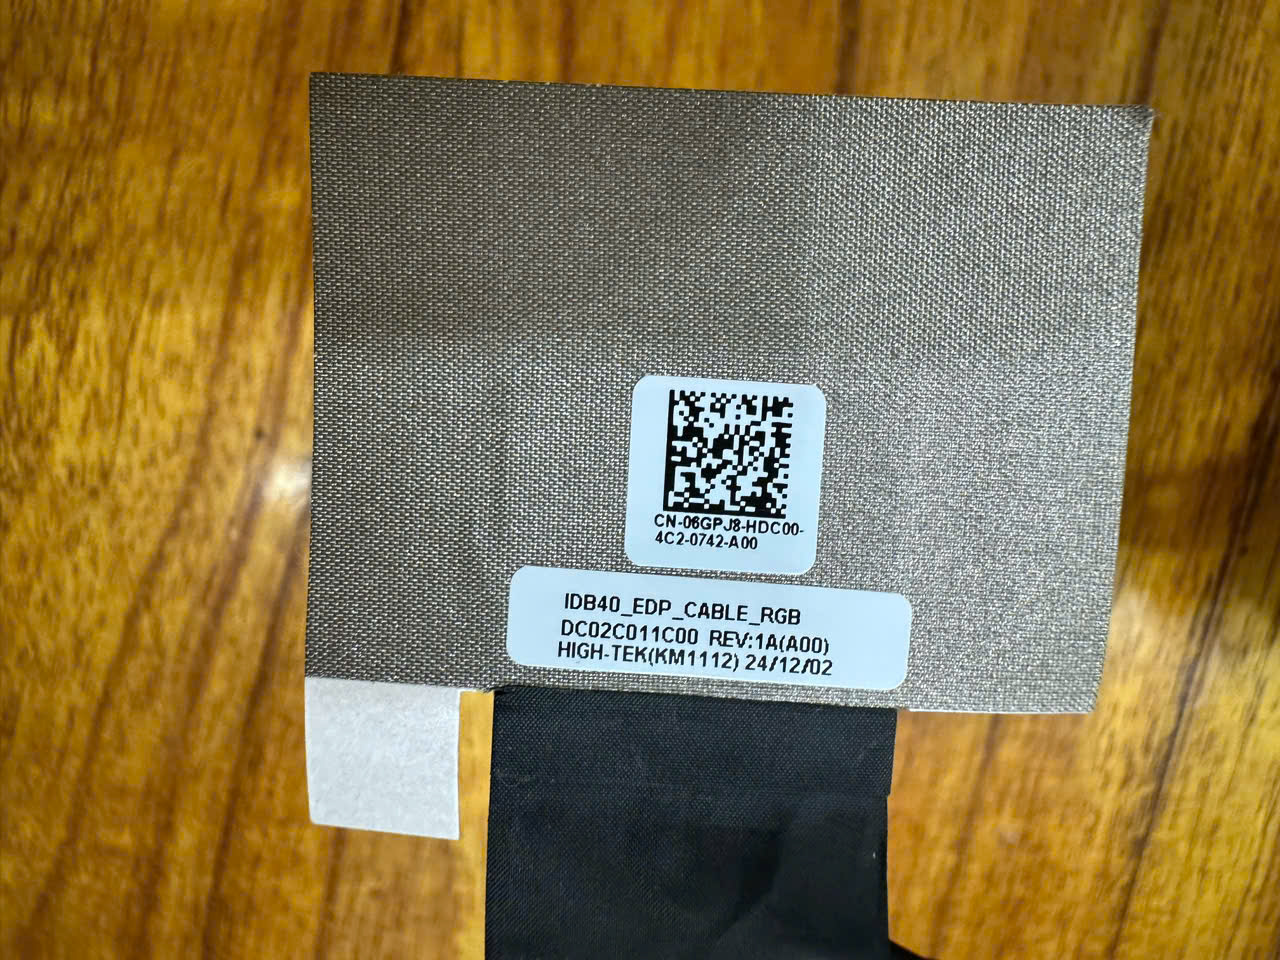 CN-06GPJ8-HDC00-
4C2-0742-A00
IDB40_EDP_CABLE_RGB
DC02C011C00 REV:1A(A00)
HIGH-TEK(KM1112) 24/12/02